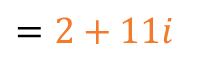 = 2 + 11i